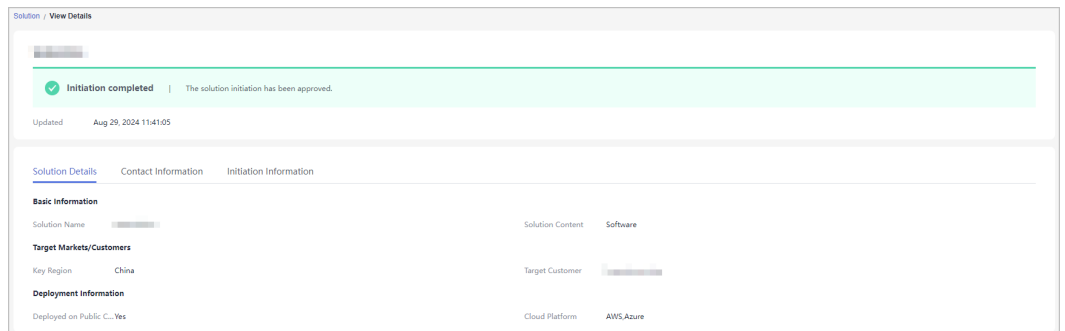 Solution / View Details
Initiation completed | The solution initiation has been approved.
Updated Aug 29, 2024 11:41:05
Solution Details Contact Information Initiation Information
Basic Information
Solution Name Solution Content Software
Target Markets/Customers
Key Region China Target Customer
Deployment Information
Deployed on Public C... Yes Cloud Platform AWS,Azure